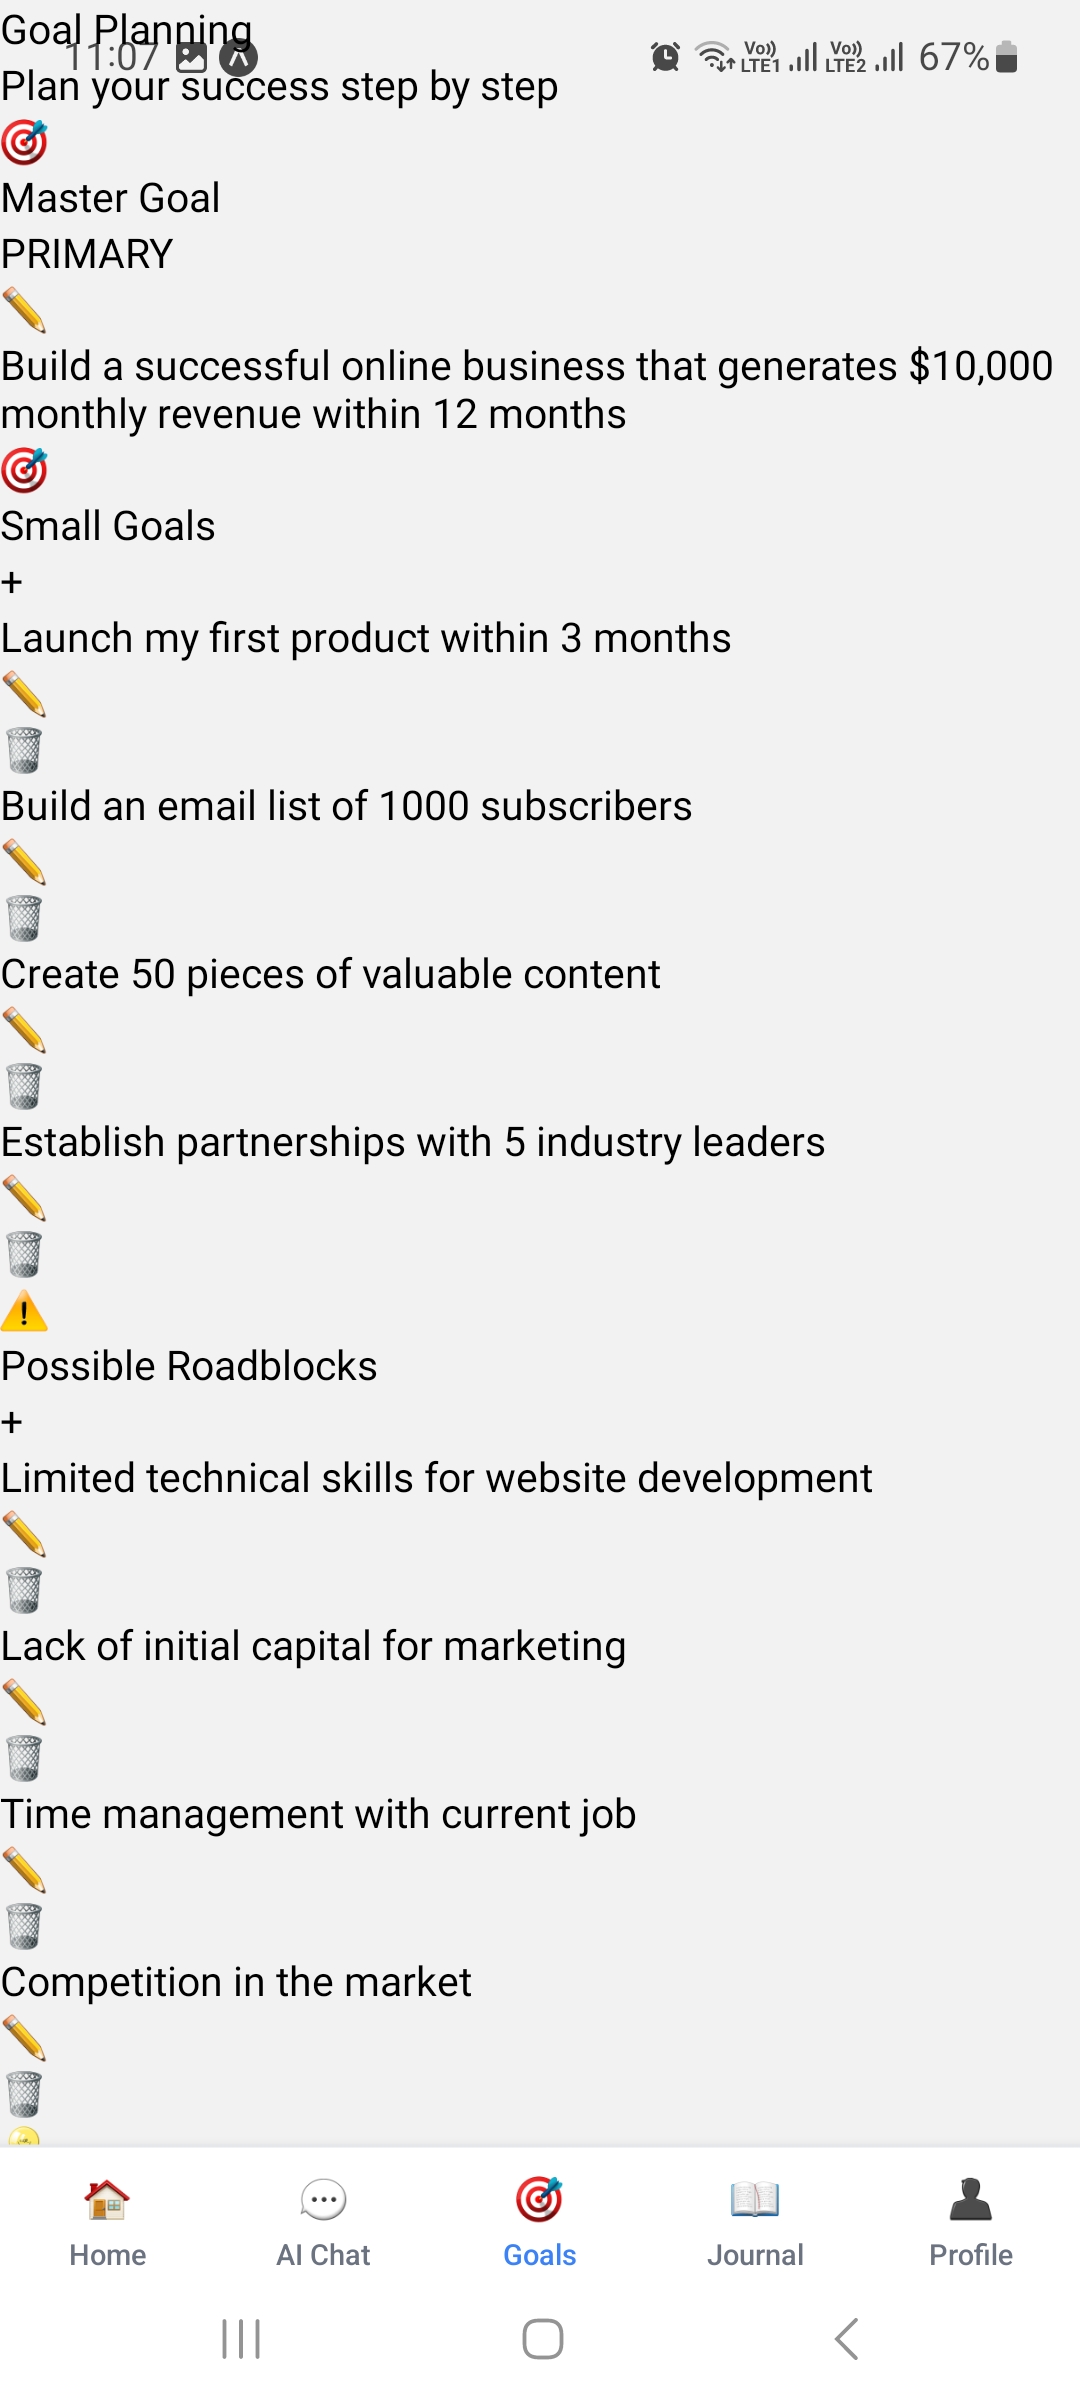 Goal Planning
11:07
Vo)) LTE1 Vo)) LTE2 67%
Plan your success step by step
Master Goal
PRIMARY
Build a successful online business that generates $10,000
monthly revenue within 12 months
Small Goals
+
Launch my first product within 3 months
Build an email list of 1000 subscribers
Create 50 pieces of valuable content
Establish partnerships with 5 industry leaders
Possible Roadblocks
+
Limited technical skills for website development
Lack of initial capital for marketing
Time management with current job
Competition in the market
Home
AI Chat
Goals
Journal
Profile